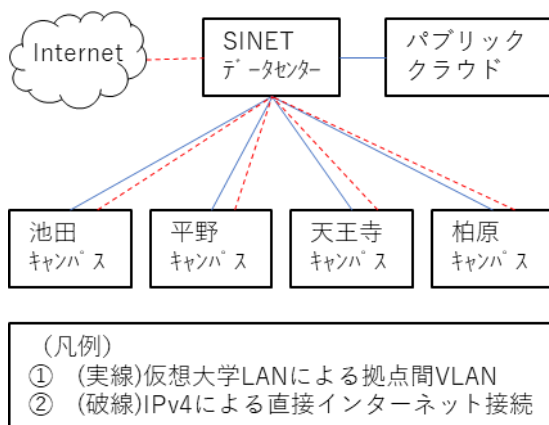 Internet
SINET
ﾃﾞｰﾀｾﾝﾀｰ
パブリック
クラウド
池田
ｷｬﾝﾊﾟｽ
平野
ｷｬﾝﾊﾟｽ
天王寺
ｷｬﾝﾊﾟｽ
柏原
ｷｬﾝﾊﾟｽ
(凡例)
① (実線)仮想大学LANによる拠点間VLAN
② (破線)IPv4による直接インターネット接続